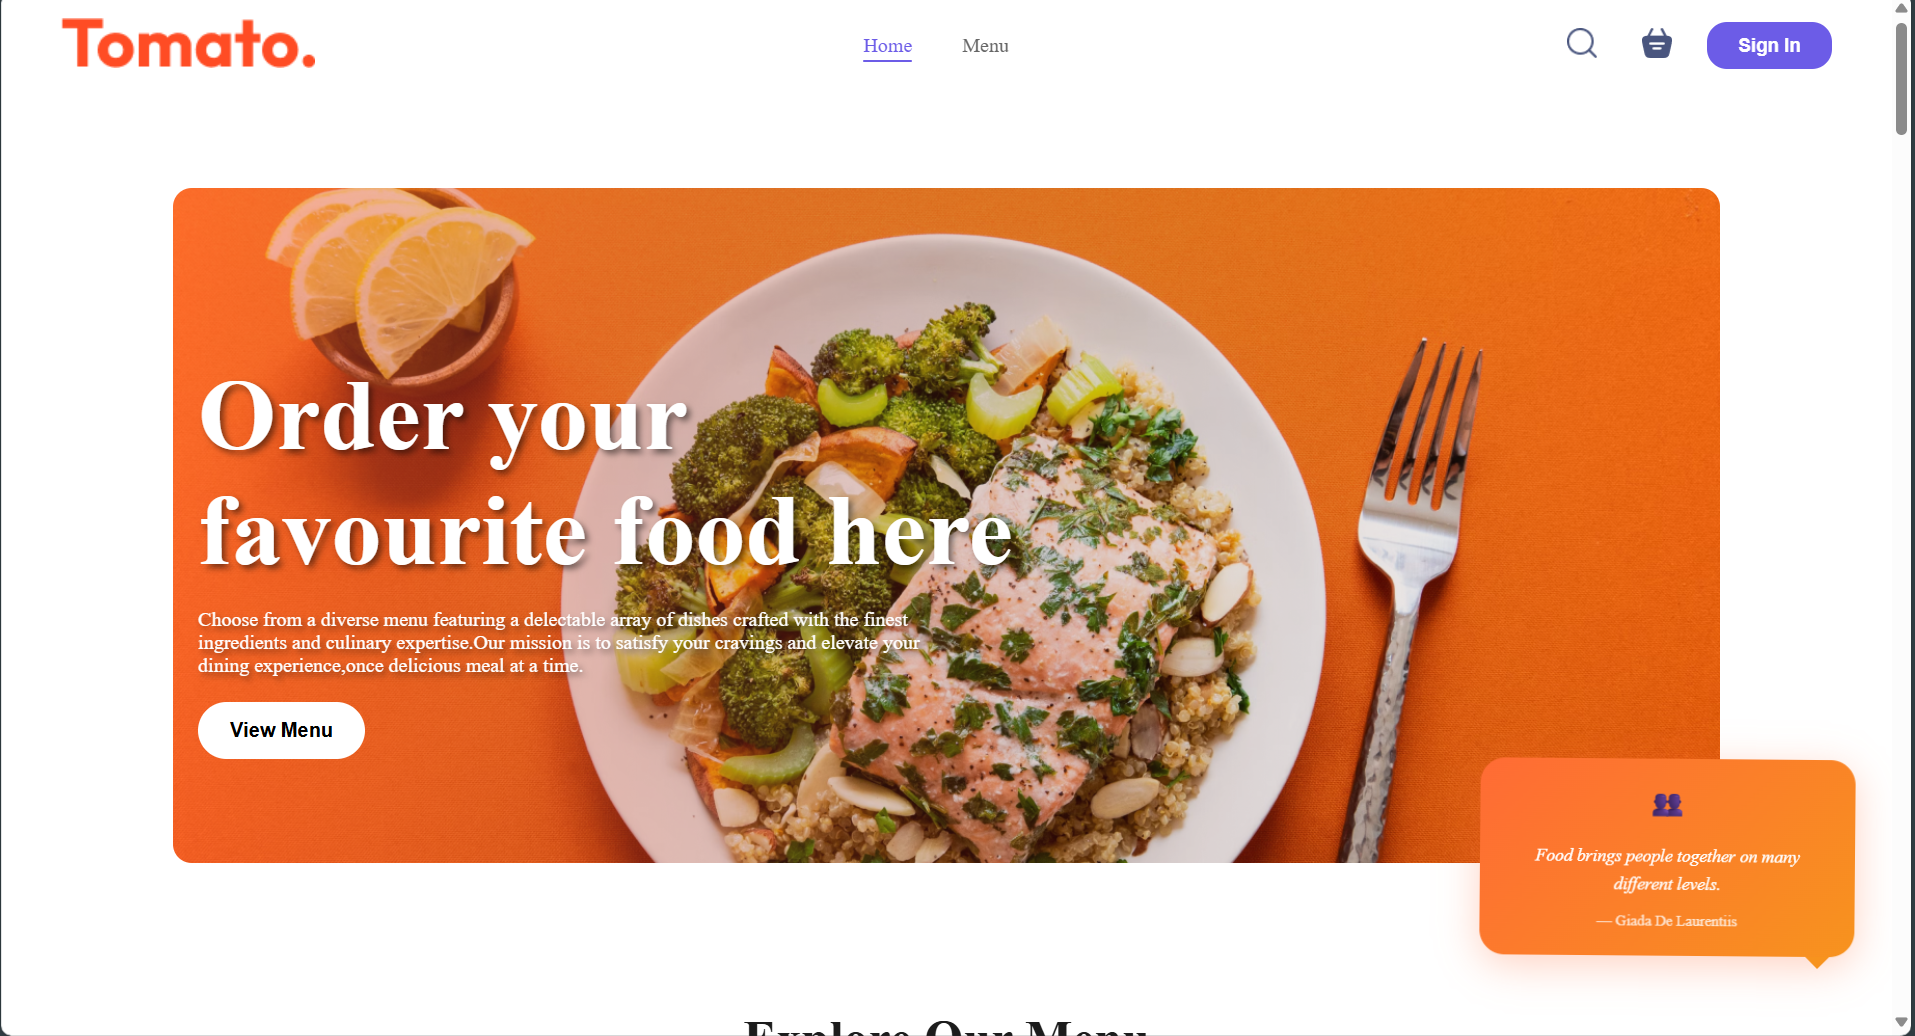 Tomato.
Home
Menu
Sign In
Order your
favourite food here
Choose from a diverse menu featuring a delectable array of dishes crafted with the finest
ingredients and culinary expertise.Our mission is to satisfy your cravings and elevate your
dining experience,once delicious meal at a time.
View Menu
Food brings people together on many
different levels.
— Giada De Laurentiis
Explore Our Menu